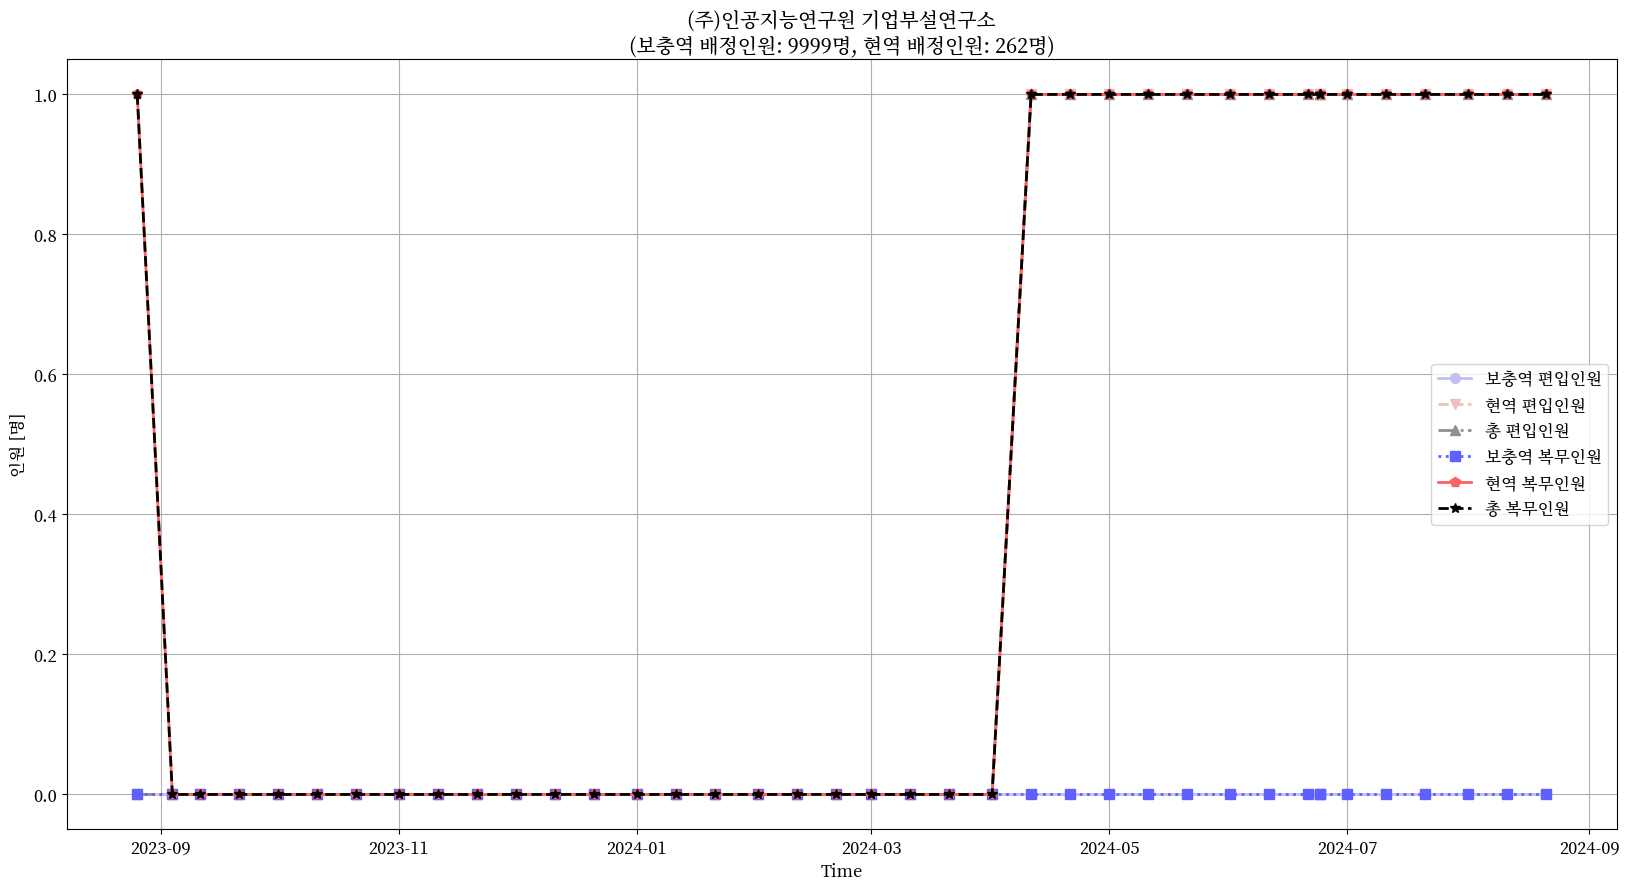 (주)인공지능연구원 기업부설연구소
(보충역 배정인원: 9999명, 현역 배정인원: 262명)
인원 [명]
1.0
0.8
0.6
0.4
0.2
0.0
보충역 편입인원
현역 편입인원
총 편입인원
보충역 복무인원
현역 복무인원
총 복무인원
2023-09
2023-11
2024-01
2024-03
2024-05
2024-07
2024-09
Time